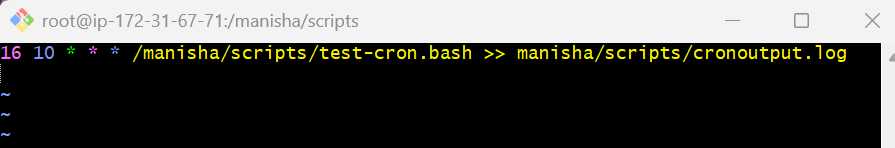 root@ip-172-31-67-71:/manisha/scripts
16 10 * * * /manisha/scripts/test-cron.bash >> manisha/scripts/cronoutput.log
~
~
~